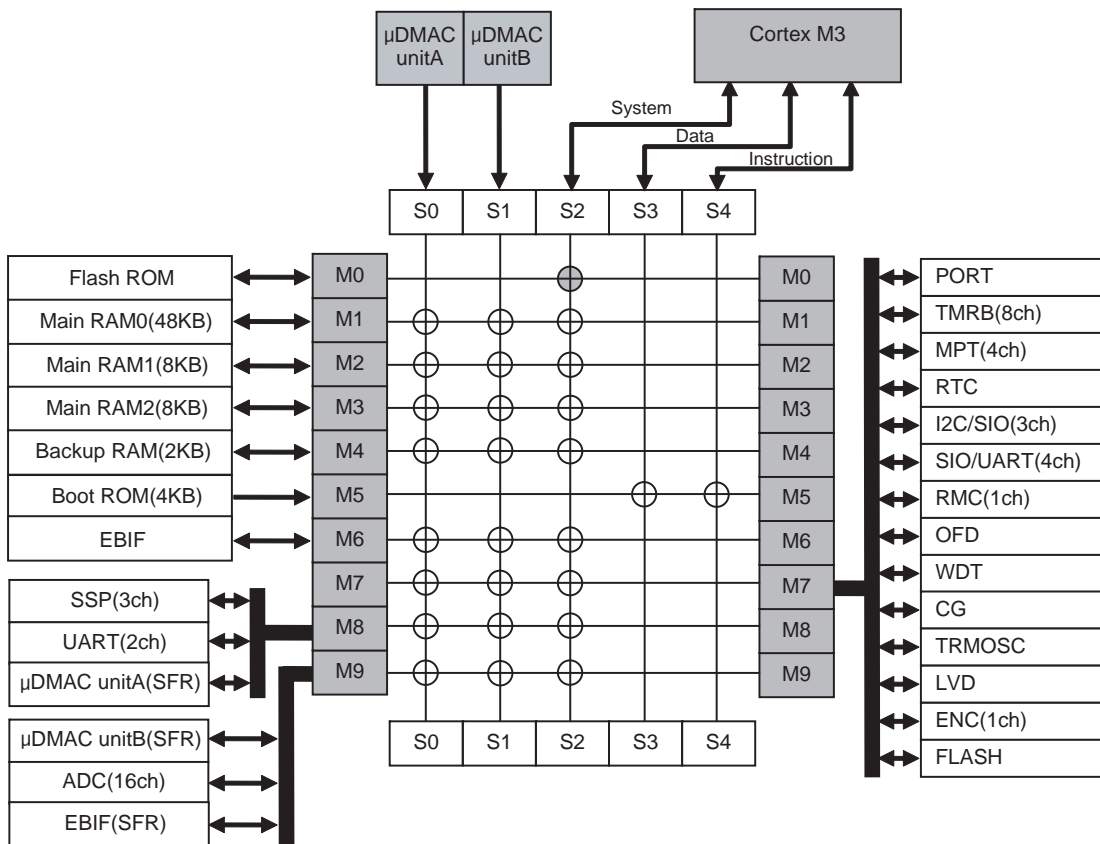 µDMAC
unitA
µDMAC
unitB
Cortex M3
System
Data
Instruction
S0
S1
S2
S3
S4
Flash ROM
Main RAM0(48KB)
Main RAM1(8KB)
Main RAM2(8KB)
Backup RAM(2KB)
Boot ROM(4KB)
EBIF
SSP(3ch)
UART(2ch)
µDMAC unitA(SFR)
µDMAC unitB(SFR)
ADC(16ch)
EBIF(SFR)
M0
M1
M2
M3
M4
M5
M6
M7
M8
M9
M0
M1
M2
M3
M4
M5
M6
M7
M8
M9
S0
S1
S2
S3
S4
PORT
TMRB(8ch)
MPT(4ch)
RTC
I2C/SIO(3ch)
SIO/UART(4ch)
RMC(1ch)
OFD
WDT
CG
TRMOSC
LVD
ENC(1ch)
FLASH